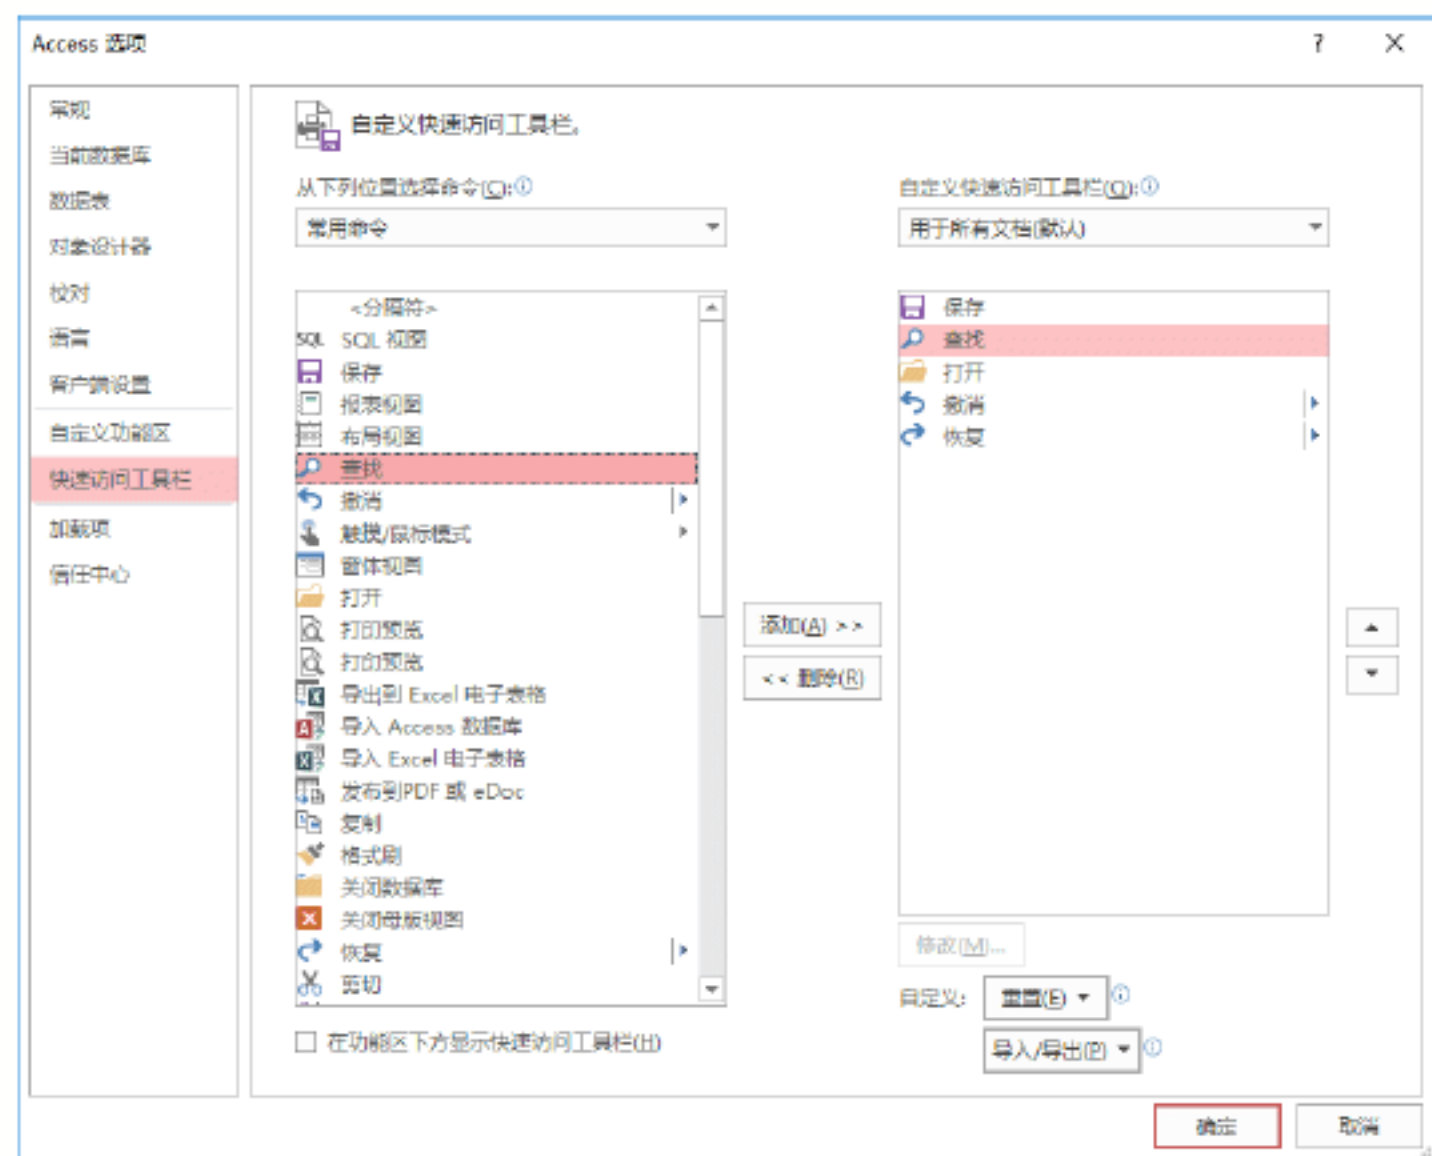 Access 选项
?
常规
当前数据库
数据表
对象设计器
校对
语言
客户端设置
自定义功能区
快速访问工具栏
加载项
信任中心
自定义快速访问工具栏。
从下列位置选择命令(C):
常用命令
<分隔符>
SQL SQL 视图
保存
报表视图
布局视图
查找
撤消
触摸/鼠标模式
窗体视图
打开
打印预览
打印预览
导出到 Excel 电子表格
导入 Access 数据库
导入 Excel 电子表格
发布到PDF 或 eDoc
复制
格式刷
关闭数据库
关闭母版视图
恢复
剪切
在功能区下方显示快速访问工具栏(H)
添加(A) >>
<< 删除(R)
自定义快速访问工具栏(Q):
用于所有文档(默认)
保存
查找
打开
撤消
恢复
修改(M)...
自定义: 重置(E)
导入/导出(P)
确定
取消